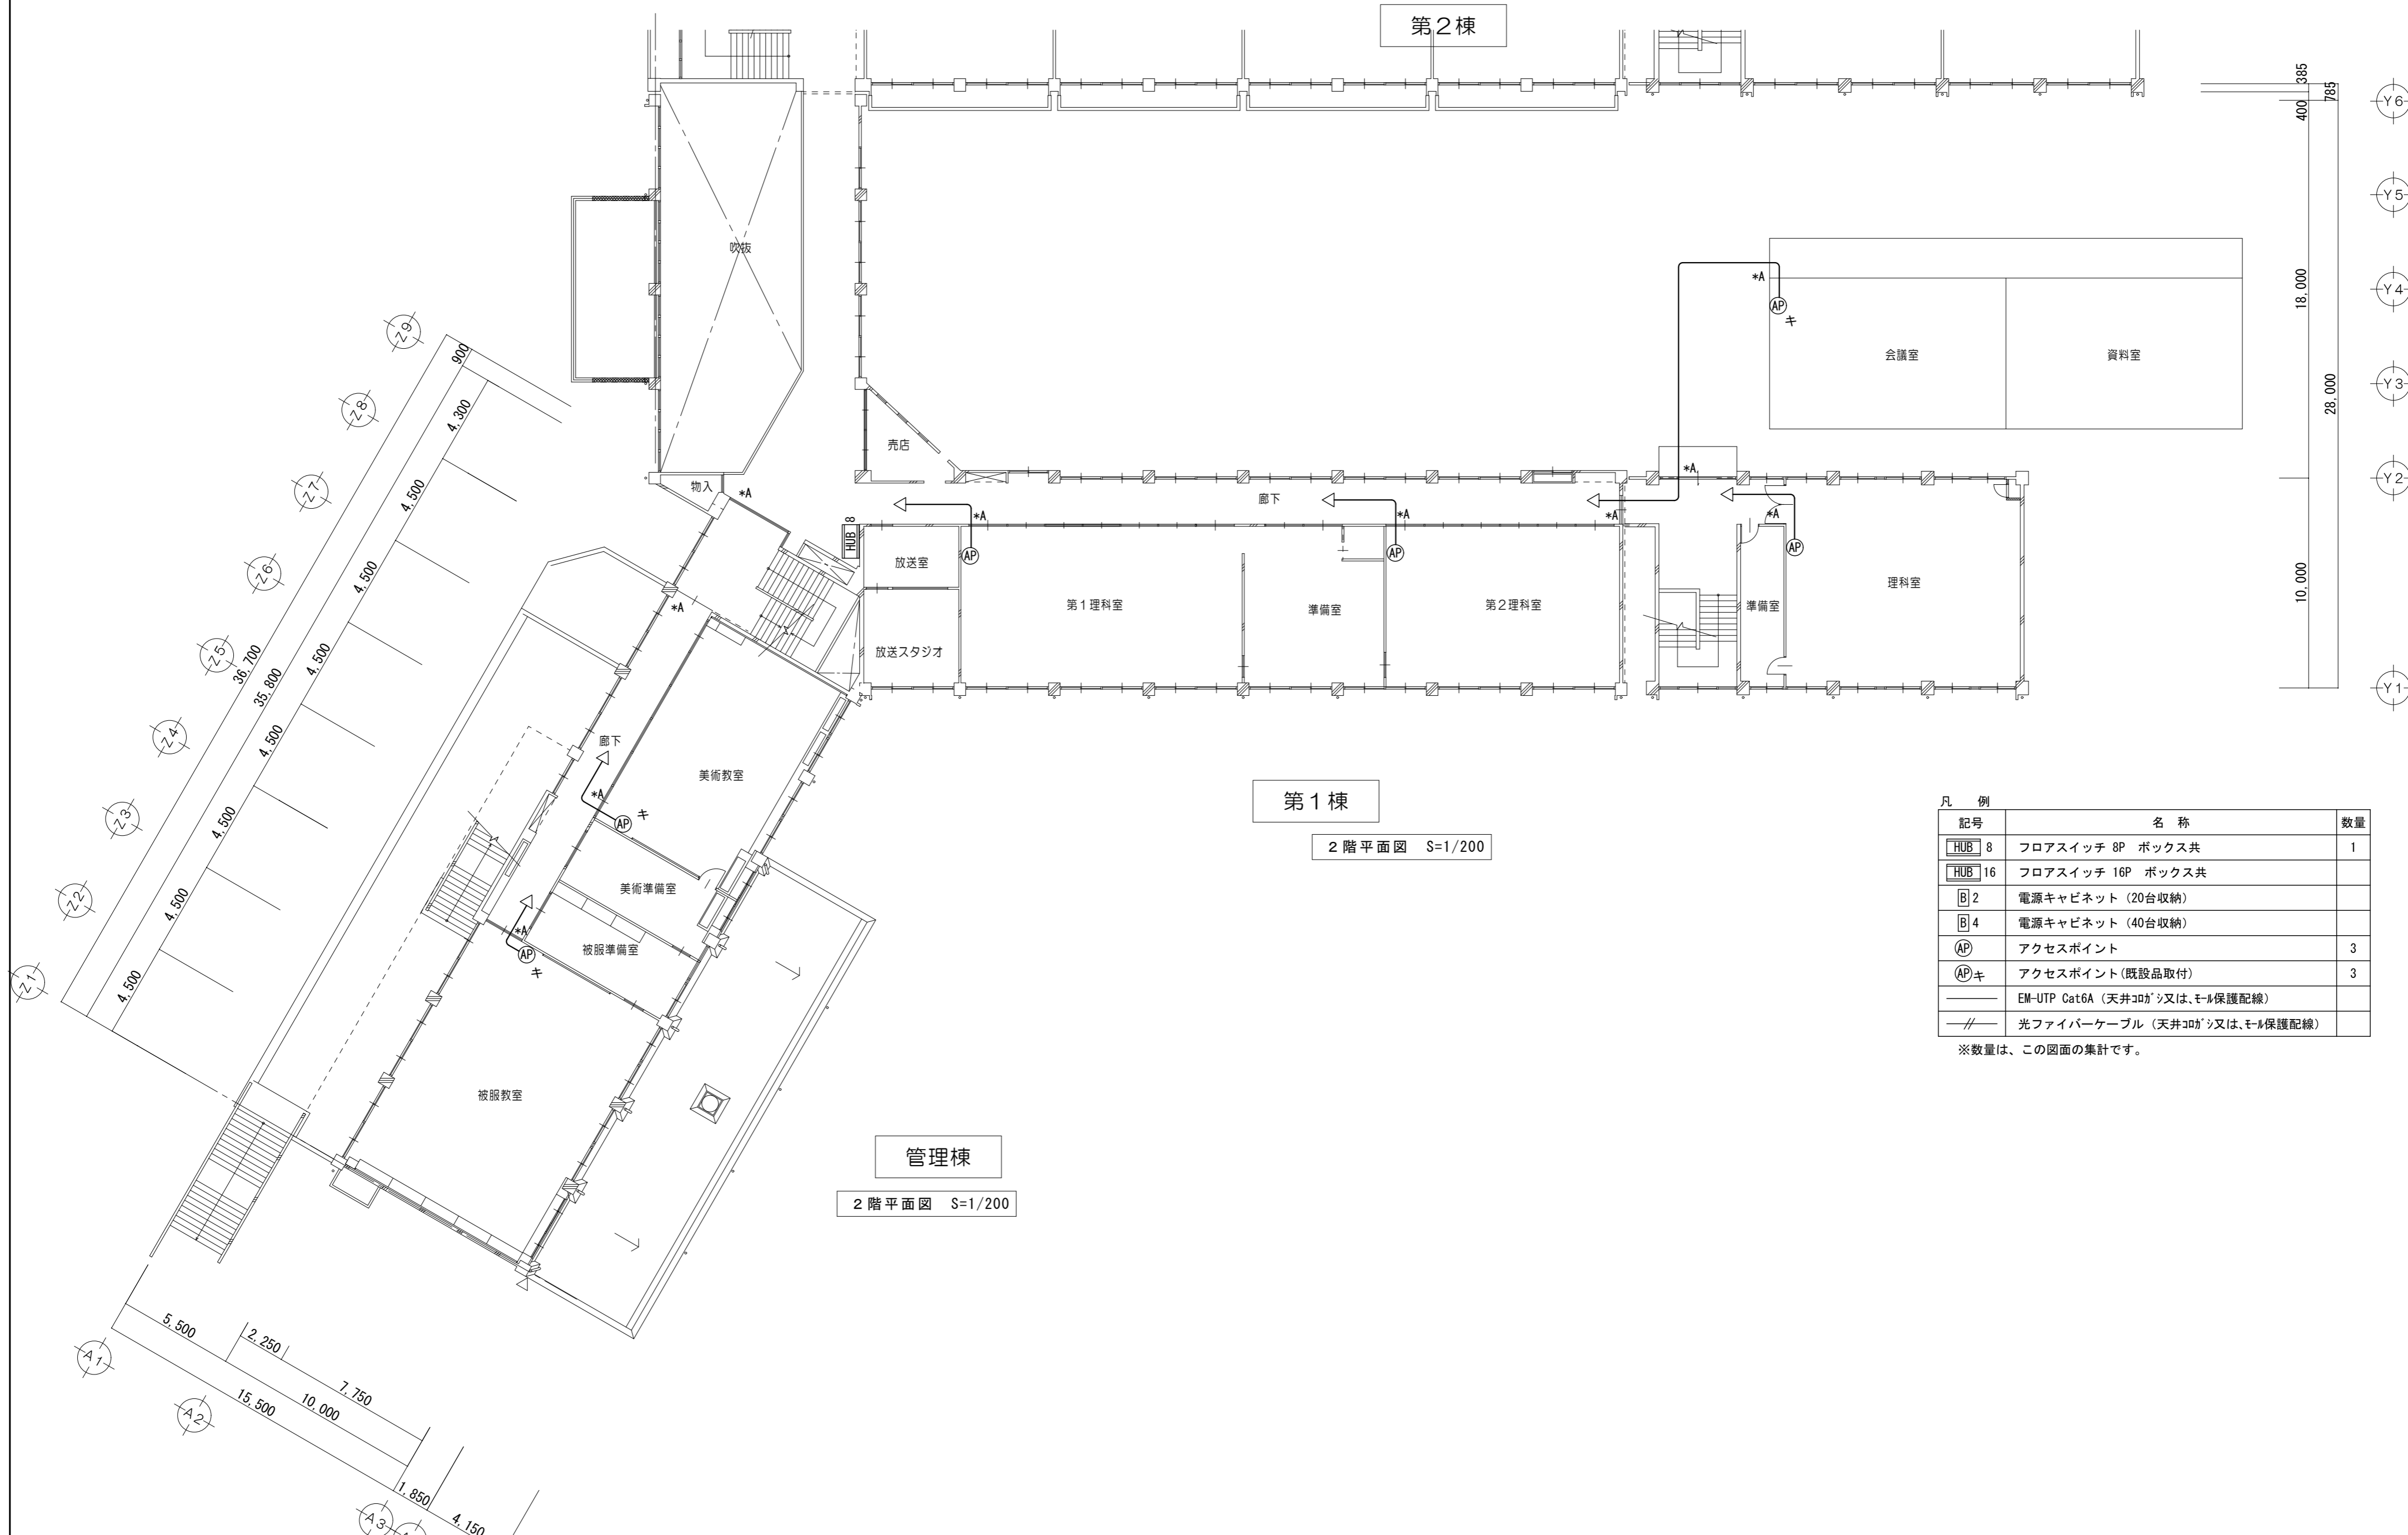 第2棟
385
785
400
Y6
Y5
吹抜
*A
18,000
Y4
AP
キ
Z9
900
会議室
資料室
Y3
28,000
Z8
4,300
売店
*A
Y2
物入
*A
Z7
4,500
廊下
*A
*A
*A
*A
HUB 8
AP
AP
AP
放送室
Z6
4,500
理科室
10,000
*A
第1理科室
準備室
第2理科室
準備室
放送スタジオ
Z5
36,700
4,500
35,800
Y1
Z4
4,500
廊下
美術教室
*A
第1棟
2階平面図 S=1/200
Z3
4,500
AP キ
美術準備室
Z2
4,500
*A
被服準備室
AP
キ
Z1
4,500
被服教室
管理棟
2階平面図 S=1/200
凡 例
記号 名 称 数量
HUB 8 フロアスイッチ 8P ボックス共 1
HUB 16 フロアスイッチ 16P ボックス共
B 2 電源キャビネット (20台収納)
B 4 電源キャビネット (40台収納)
AP アクセスポイント 3
AP キ アクセスポイント(既設品取付) 3
EM-UTP Cat6A (天井コロガシ又は、モール保護配線)
光ファイバーケーブル (天井コロガシ又は、モール保護配線)
※数量は、この図面の集計です。
5,500
2,250
A1
7,750
10,000
15,500
A2
1,850
A3
4,150